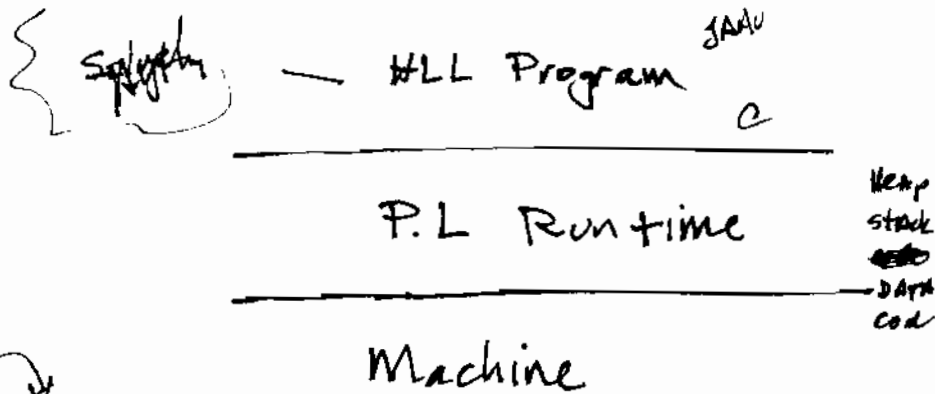 HLL Program
JAVA
C
P.L Runtime
Heap
Stack
DATA
Cod
Machine